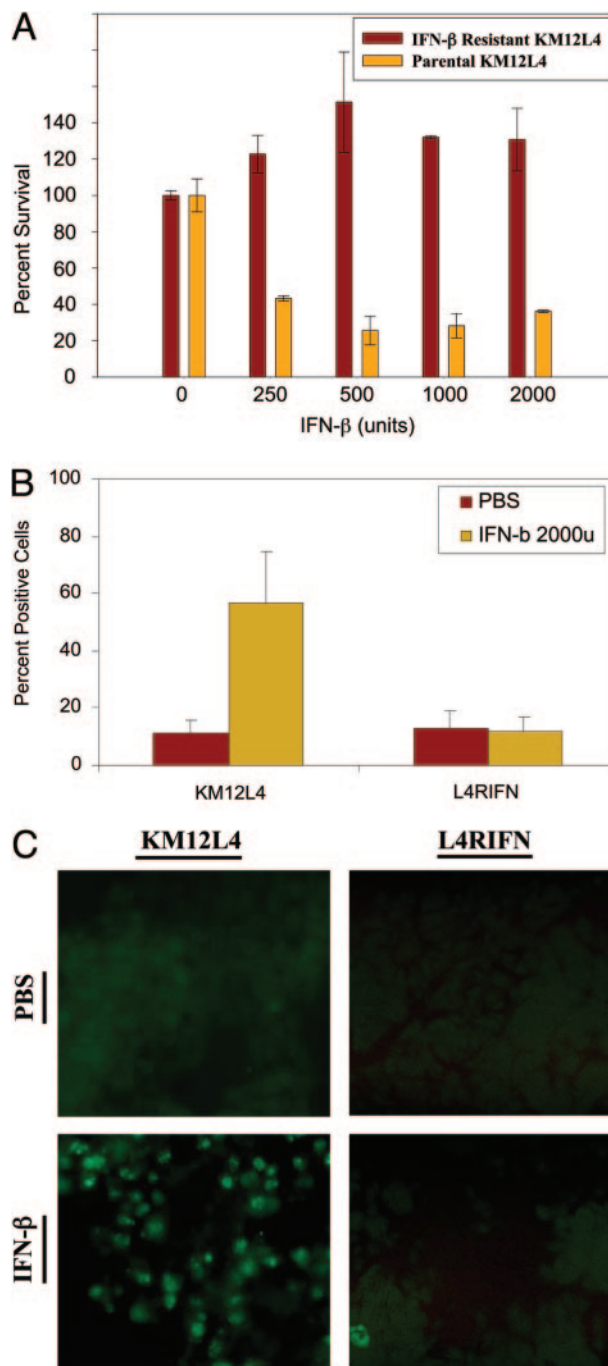 A
IFN-β Resistant KM12L4
Parental KM12L4
Percent Survival
140
120
100
80
60
40
20
0
0 250 500 1000 2000
IFN-β (units)
B
PBS
IFN-b 2000u
Percent Positive Cells
100
80
60
40
20
0
KM12L4 L4RIFN
C
KM12L4 L4RIFN
PBS
IFN-β